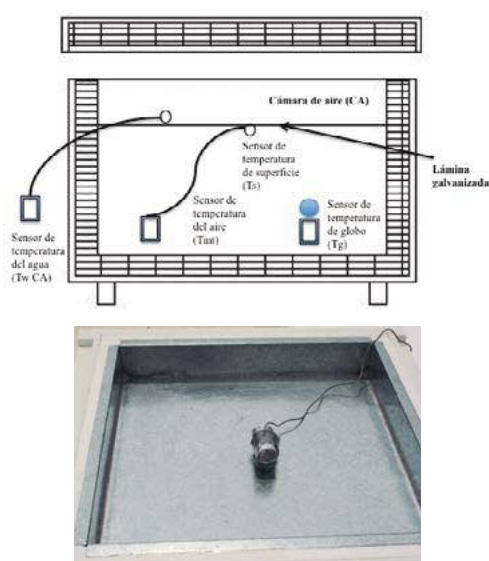 Cámara de aire (CA)
Sensor de
temperatura
de superficie
(Ts)
Lámina
galvanizada
Sensor de
temperatura
del aire
(Tint)
Sensor de
temperatura
de globo
(Tg)
Sensor de
temperatura
del agua
(Tw CA)